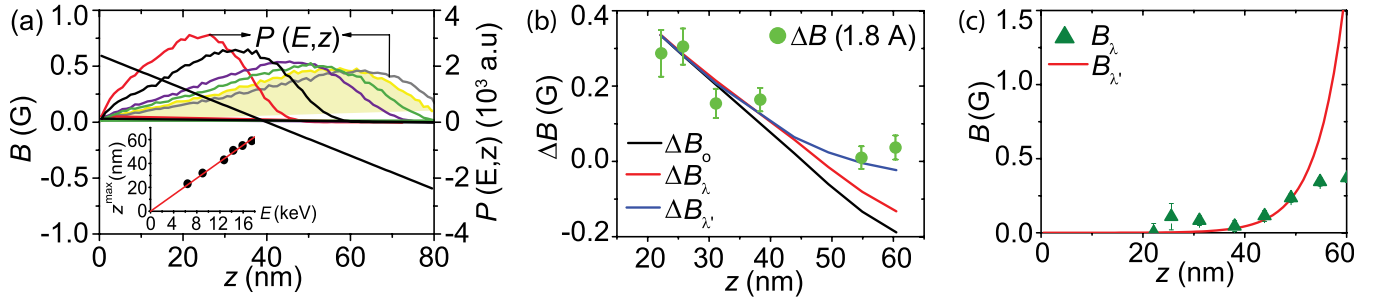 (a)
P (E,z)
B (G)
1.0
0.5
0.0
-0.5
-1.0
4
2
0
-2
-4
P (E,z) (10³ a.u)
z^max (nm)
60
40
20
0
0 4 8 12 16
E (keV)
0 20 40 60 80
z (nm)
(b)
ΔB (1.8 A)
ΔB (G)
0.4
0.2
0.0
-0.2
ΔB_o
ΔB_λ
ΔB_λ'
20 30 40 50 60
z (nm)
(c)
B_λ
B_λ'
B (G)
1.5
1.0
0.5
0.0
0 20 40 60
z (nm)